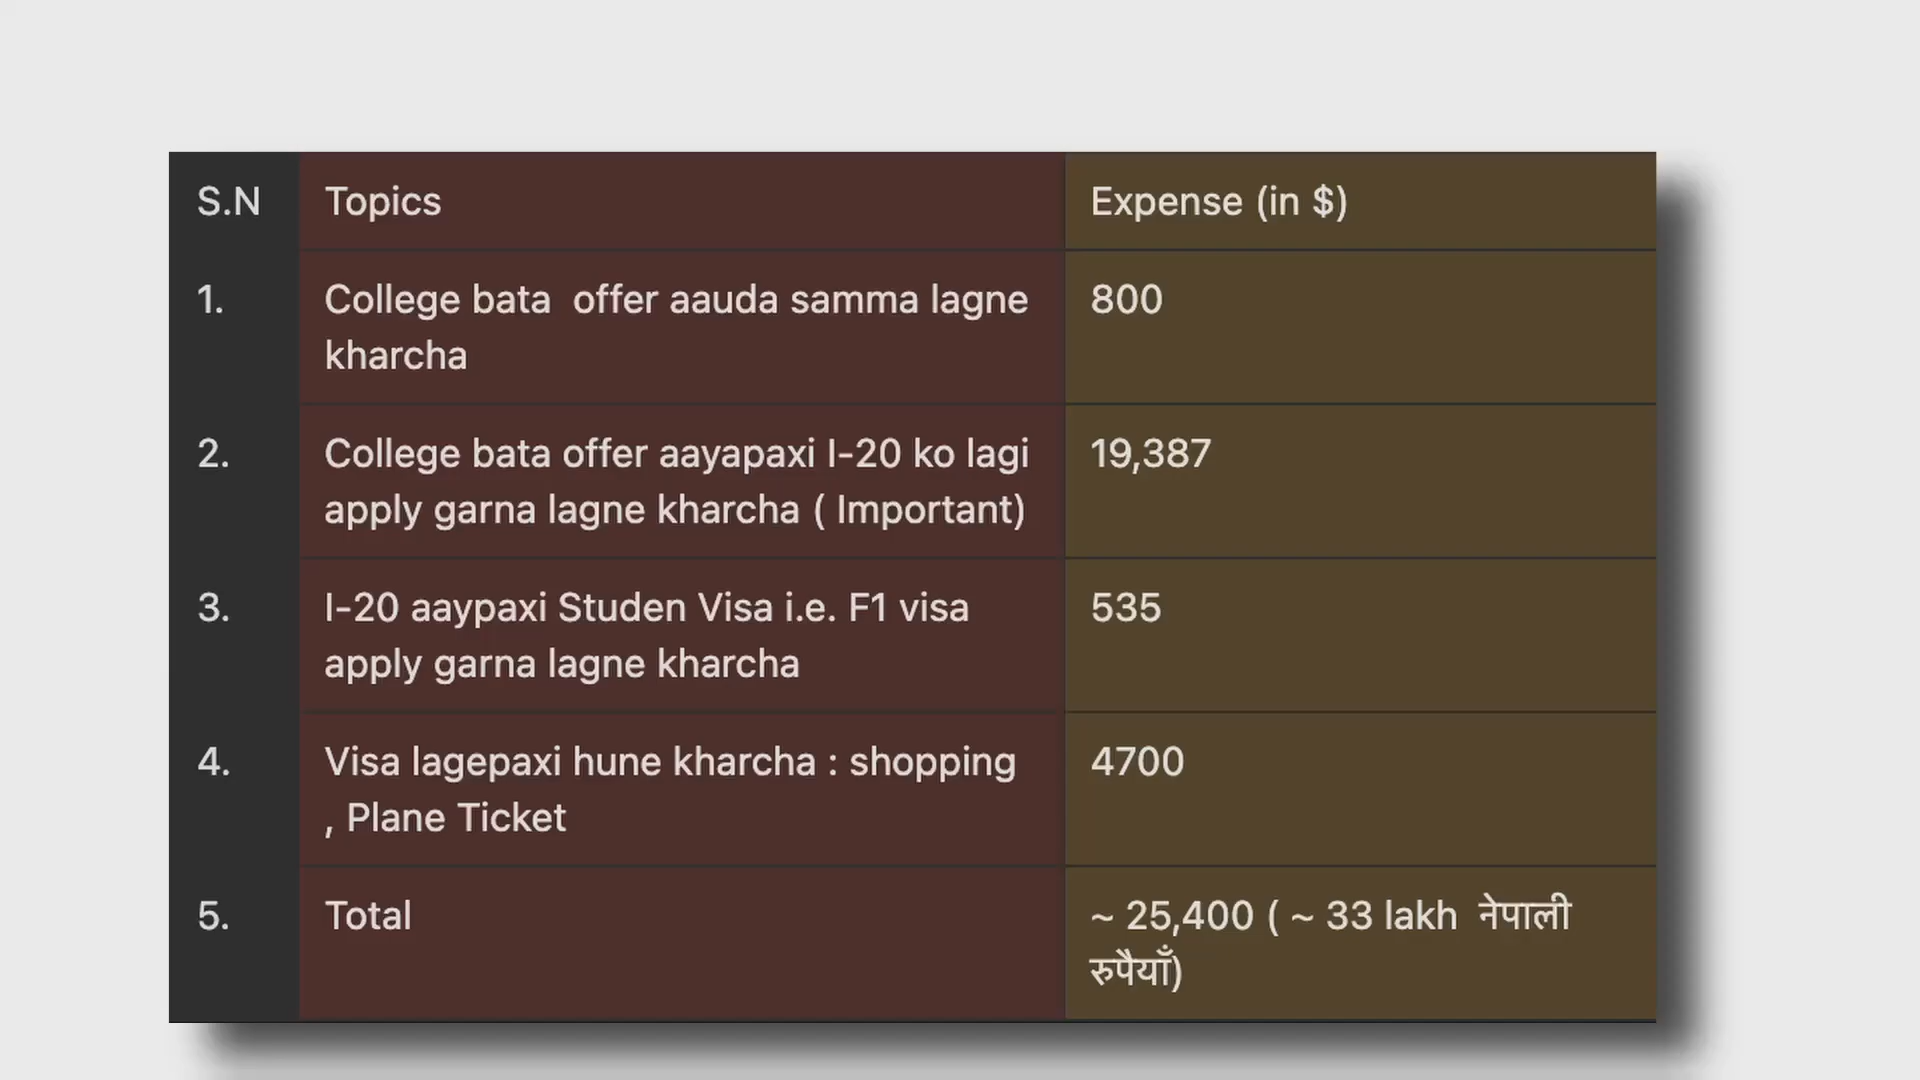 S.N Topics Expense (in $)
1. College bata offer aauda samma lagne 800
kharcha
2. College bata offer aayapaxi I-20 ko lagi 19,387
apply garna lagne kharcha ( Important)
3. I-20 aaypaxi Studen Visa i.e. F1 visa 535
apply garna lagne kharcha
4. Visa lagepaxi hune kharcha : shopping 4700
, Plane Ticket
5. Total ~ 25,400 ( ~ 33 lakh नेपाली
रुपैयाँ)